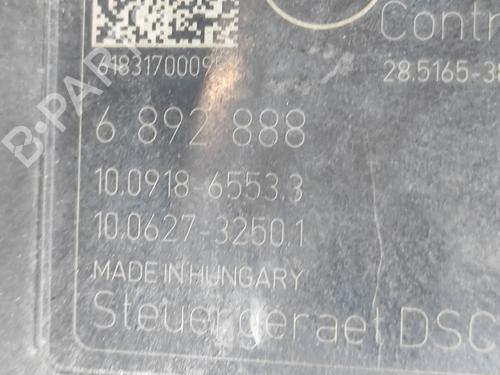 Contr
6183170009
28.5165-3
6 892 888
10.0918-6553.3
10.0627-3250.1
MADE IN HUNGARY
Steuergeraet DSC
B-PARTS